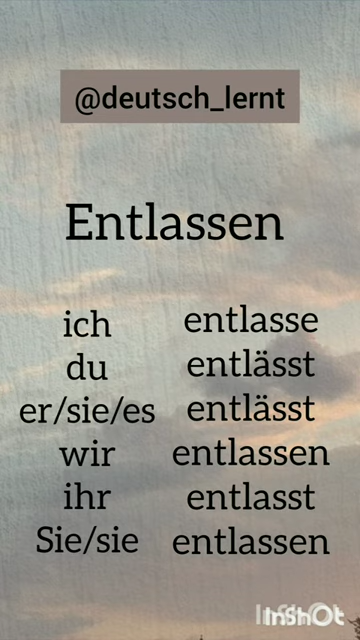 @deutsch_lernt
Entlassen
ich entlasse
du entlässt
er/sie/es entlässt
wir entlassen
ihr entlasst
Sie/sie entlassen
InShOt